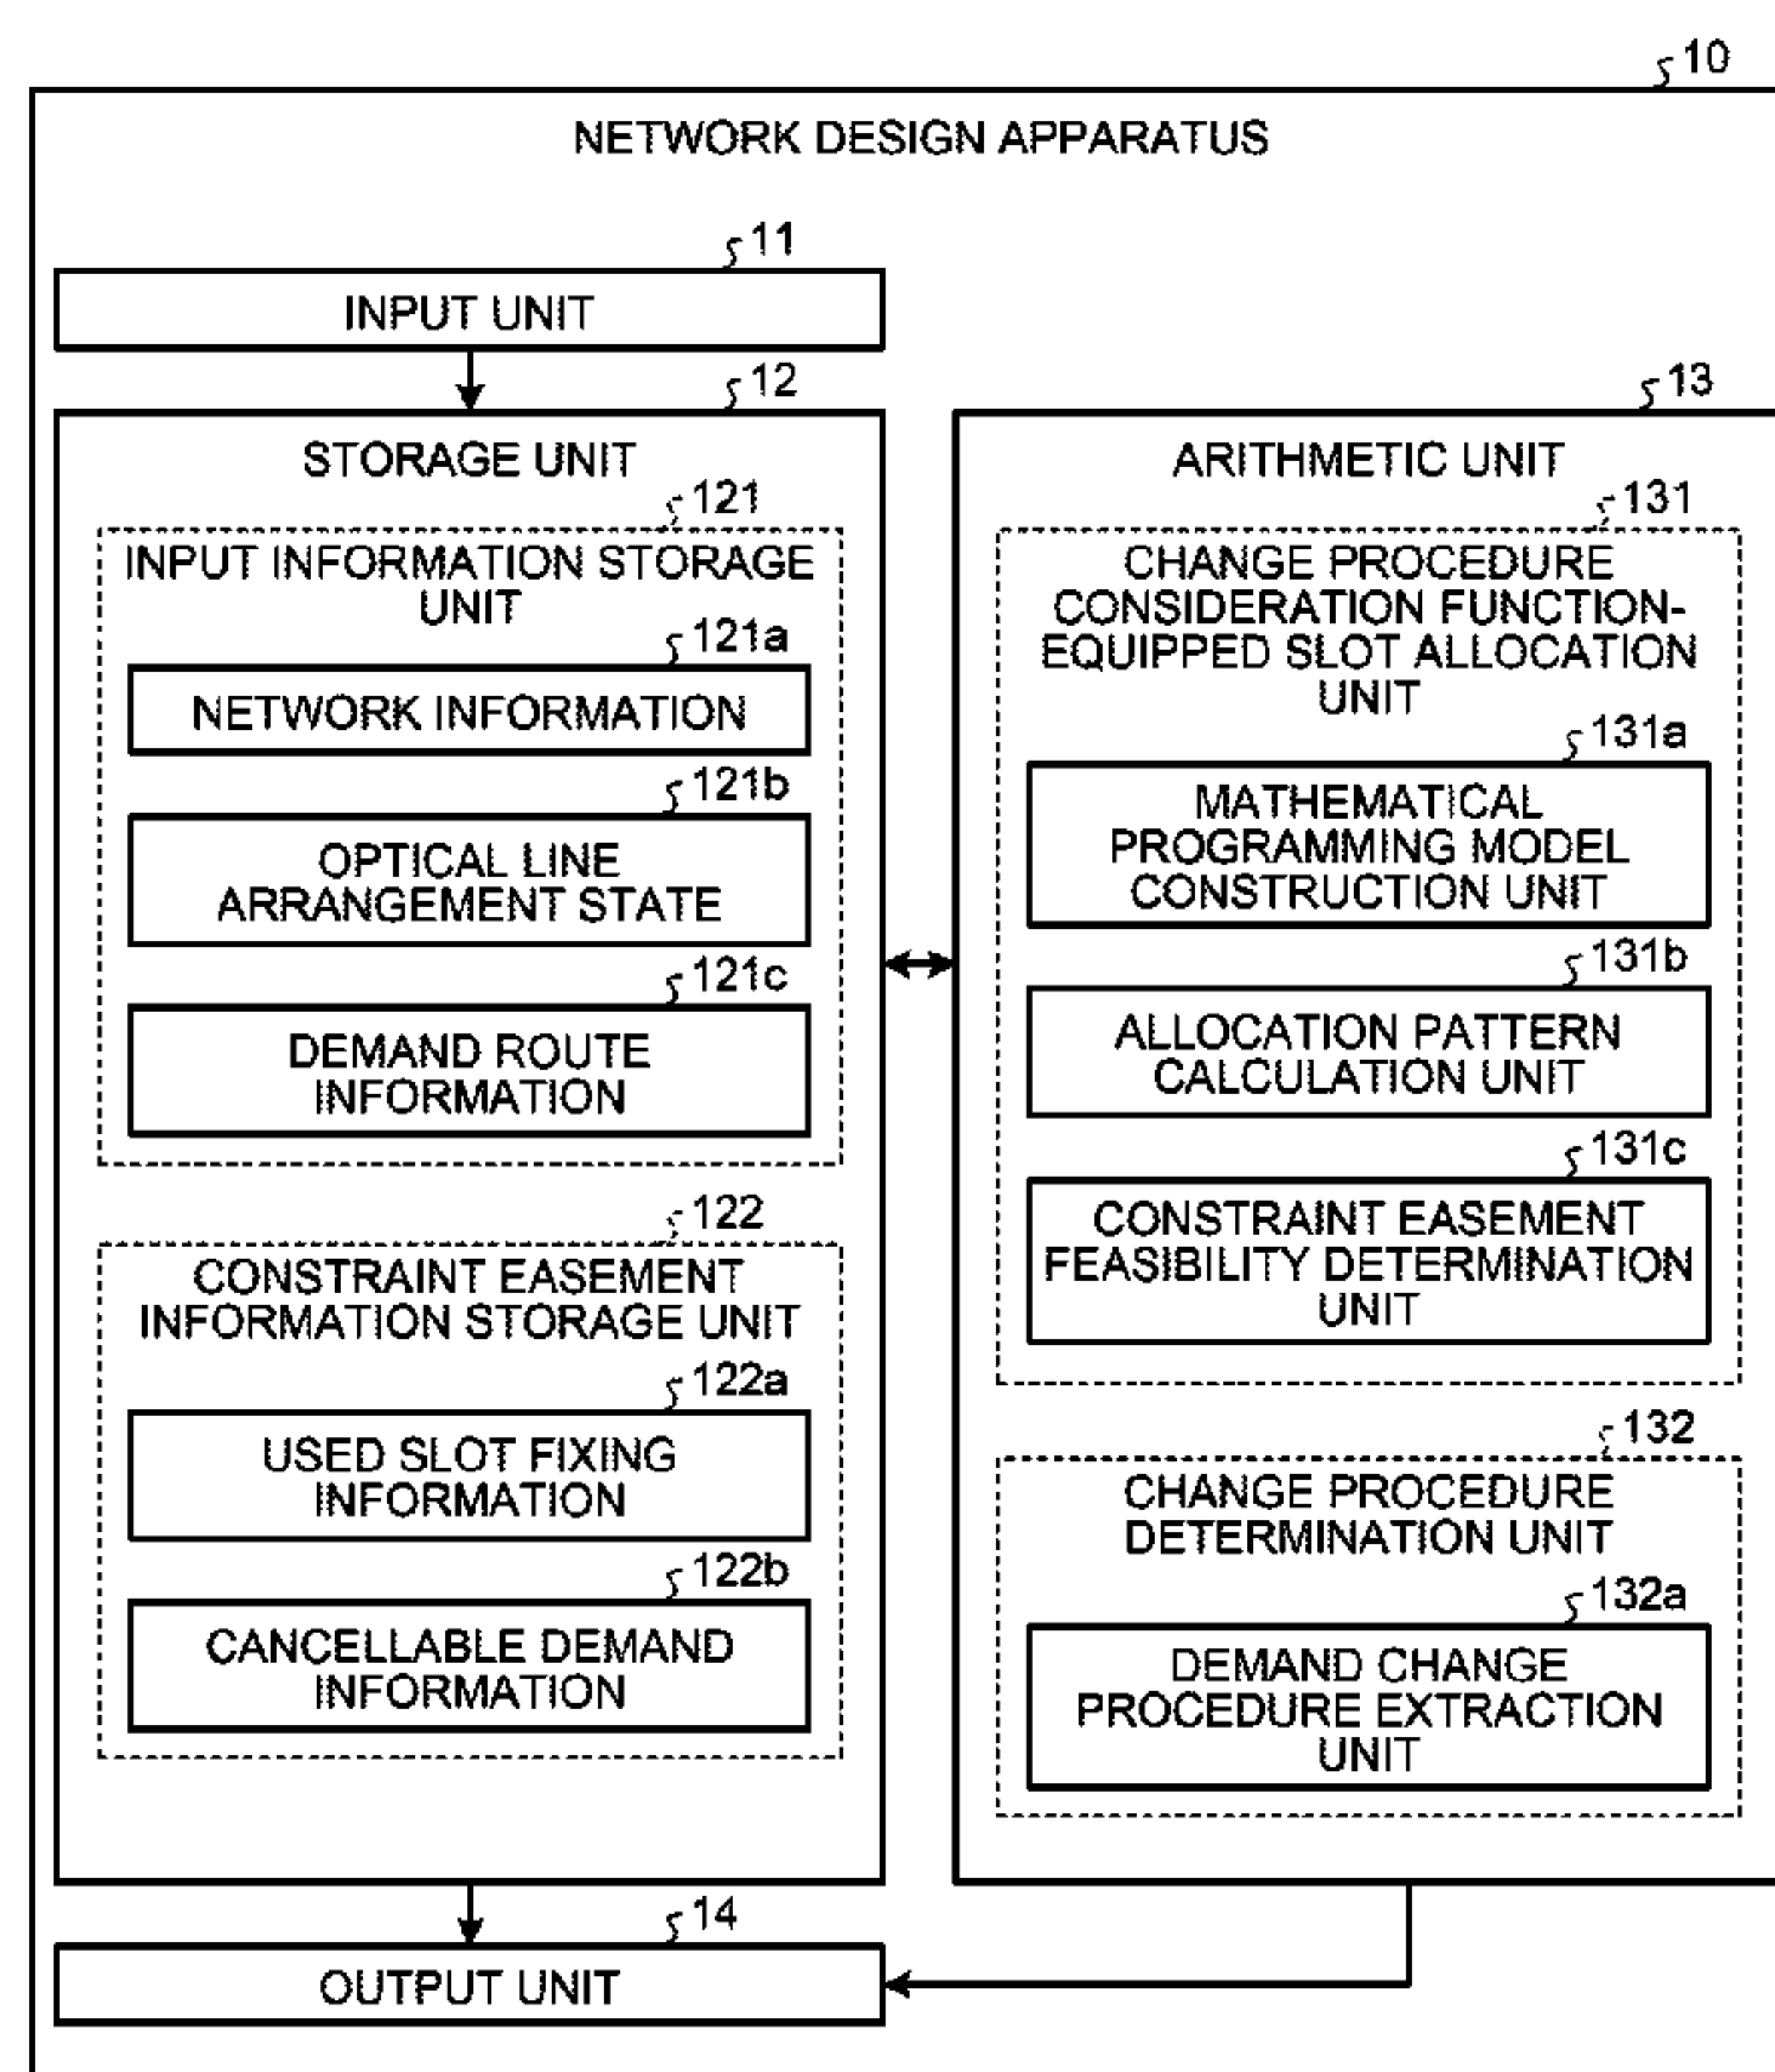 10
NETWORK DESIGN APPARATUS
11
INPUT UNIT
12
STORAGE UNIT
121
INPUT INFORMATION STORAGE
UNIT
121a
NETWORK INFORMATION
121b
OPTICAL LINE
ARRANGEMENT STATE
121c
DEMAND ROUTE
INFORMATION
122
CONSTRAINT EASEMENT
INFORMATION STORAGE UNIT
122a
USED SLOT FIXING
INFORMATION
122b
CANCELLABLE DEMAND
INFORMATION
13
ARITHMETIC UNIT
131
CHANGE PROCEDURE
CONSIDERATION FUNCTION-
EQUIPPED SLOT ALLOCATION
UNIT
131a
MATHEMATICAL
PROGRAMMING MODEL
CONSTRUCTION UNIT
131b
ALLOCATION PATTERN
CALCULATION UNIT
131c
CONSTRAINT EASEMENT
FEASIBILITY DETERMINATION
UNIT
132
CHANGE PROCEDURE
DETERMINATION UNIT
132a
DEMAND CHANGE
PROCEDURE EXTRACTION
UNIT
14
OUTPUT UNIT